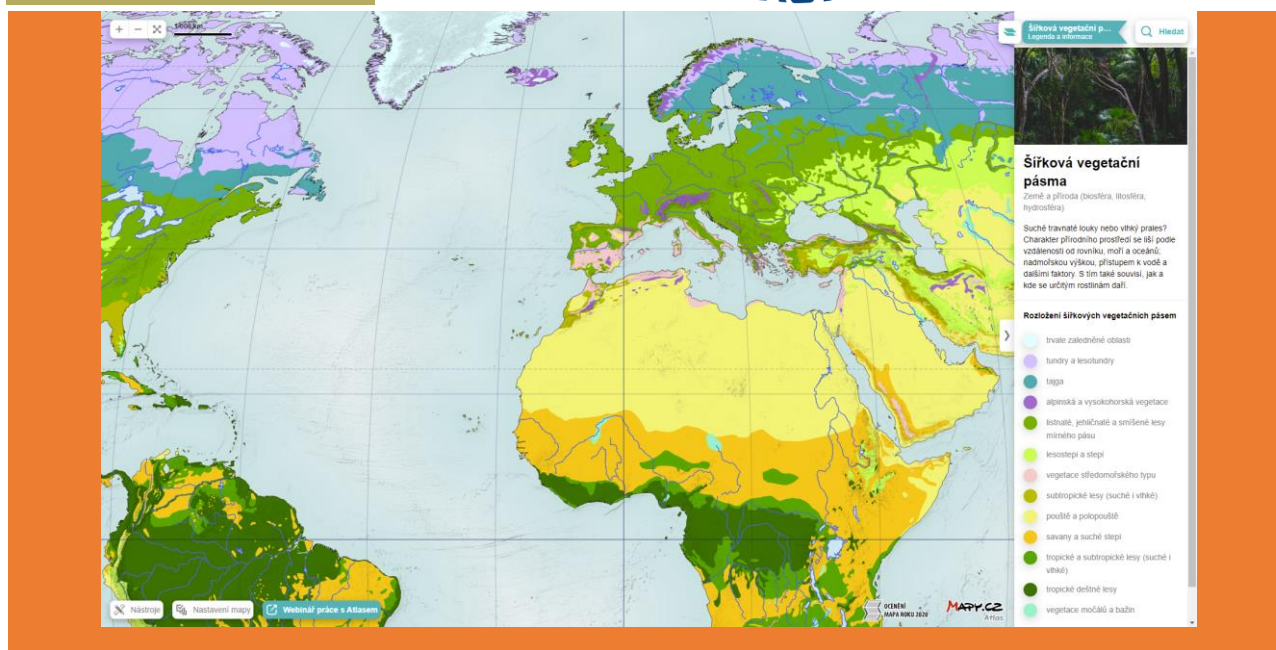 1 000 km
Šířková vegetační p...
Legenda a informace
Hledat
Šířková vegetační
pásma
Země a příroda (biosféra, litosféra,
hydrosféra)
Suché travnaté louky nebo vlhký prales?
Charakter přírodního prostředí se liší podle
vzdálenosti od rovníku, moří a oceánů,
nadmořskou výškou, přístupem k vodě a
dalšími faktory. S tím také souvisí, jak a
kde se určitým rostlinám daří.
Rozložení šířkových vegetačních pásem
trvale zaledněné oblasti
tundry a lesotundry
tajga
alpinská a vysokohorská vegetace
listnaté, jehličnaté a smíšené lesy
mírného pásu
lesostepi a stepi
vegetace středomořského typu
subtropické lesy (suché i vlhké)
pouště a polopouště
savany a suché stepi
tropické a subtropické lesy (suché i
vlhké)
tropické deštné lesy
vegetace močálů a bažin
Nástroje
Nastavení mapy
Webinář práce s Atlasem
OCENĚNÍ
MAPA ROKU 2020
MAPY.CZ
Atlas